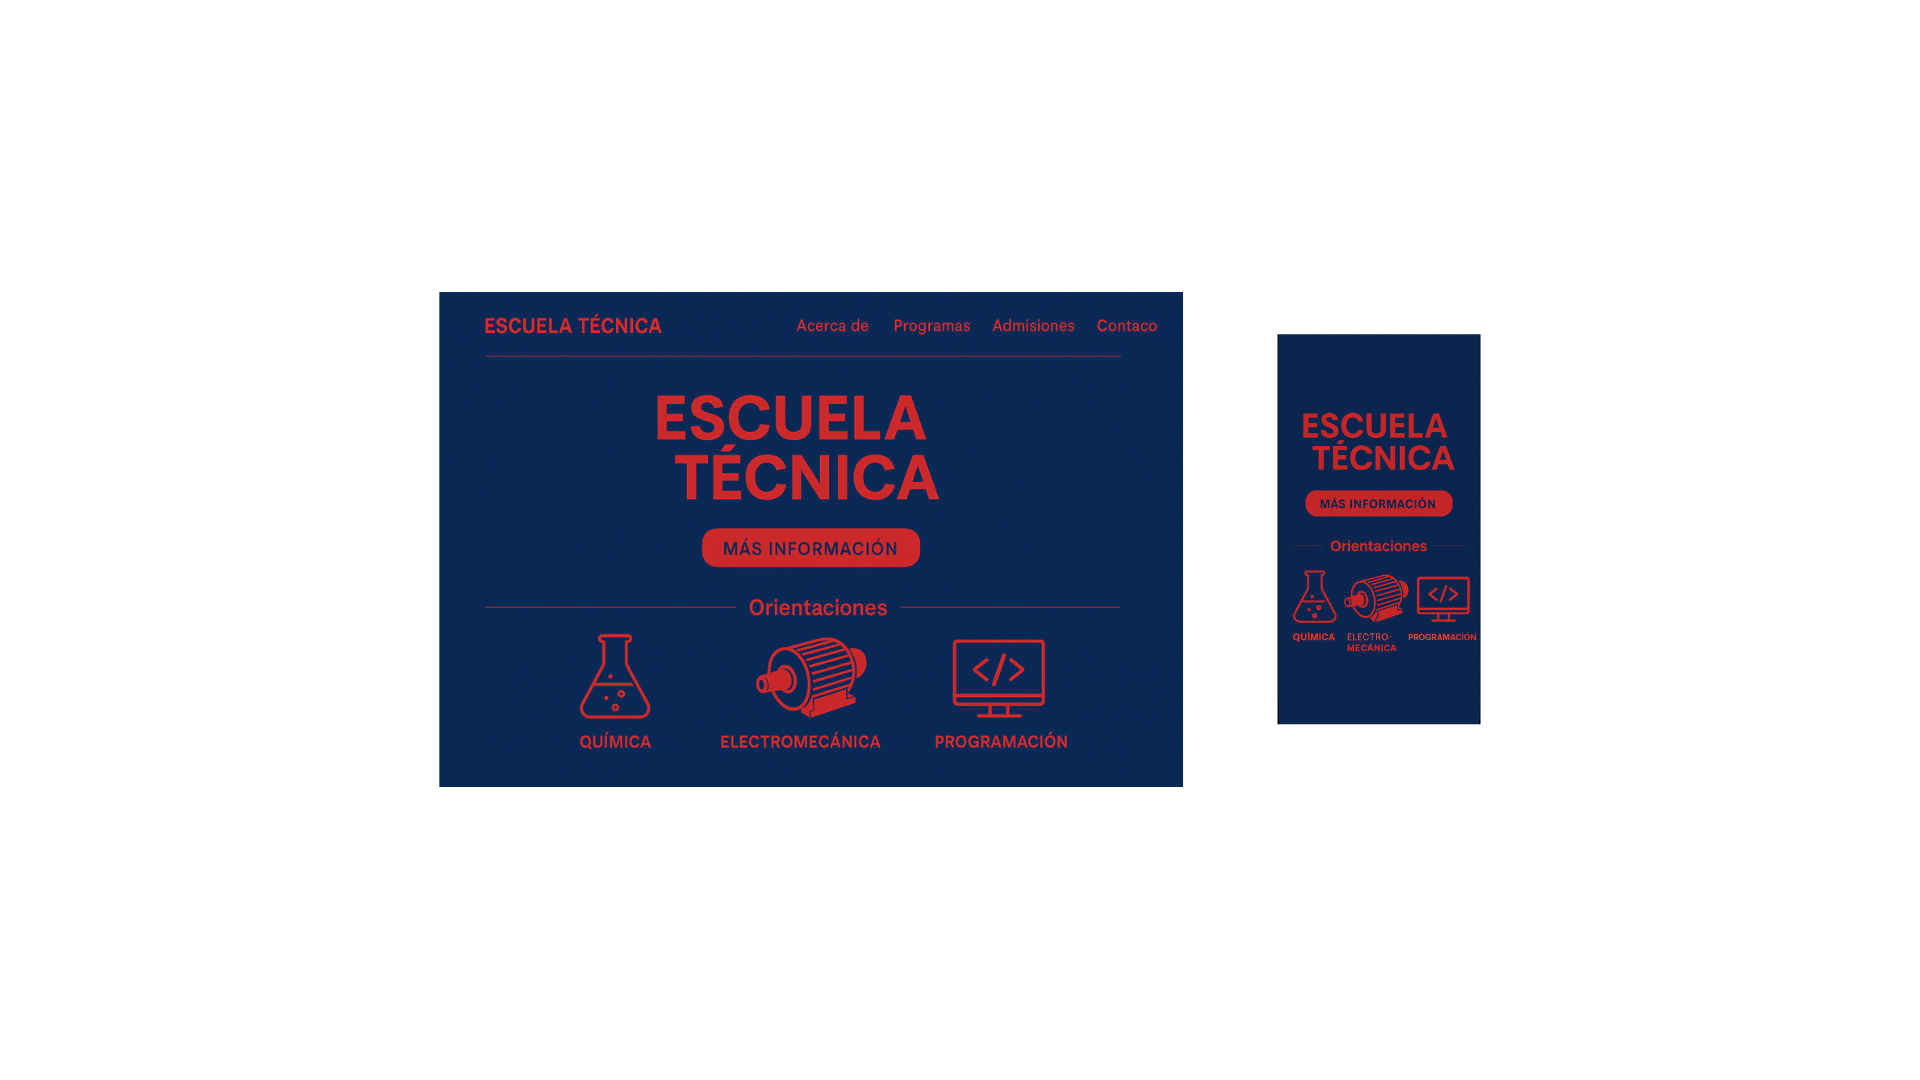 ESCUELA TÉCNICA
Acerca de Programas Admisiones Contaco
ESCUELA
TÉCNICA
MÁS INFORMACIÓN
Orientaciones
</>
QUÍMICA ELECTROMECÁNICA PROGRAMACIÓN
ESCUELA
TÉCNICA
MÁS INFORMACIÓN
Orientaciones
</>
QUÍMICA ELECTRO- PROGRAMACIÓN
MECÁNICA